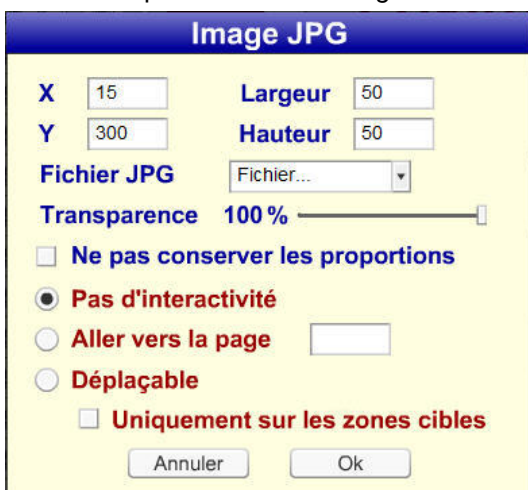 Image JPG
X 15 Largeur 50
Y 300 Hauteur 50
Fichier JPG Fichier...
Transparence 100 %
Ne pas conserver les proportions
Pas d'interactivité
Aller vers la page
Déplaçable
Uniquement sur les zones cibles
Annuler Ok